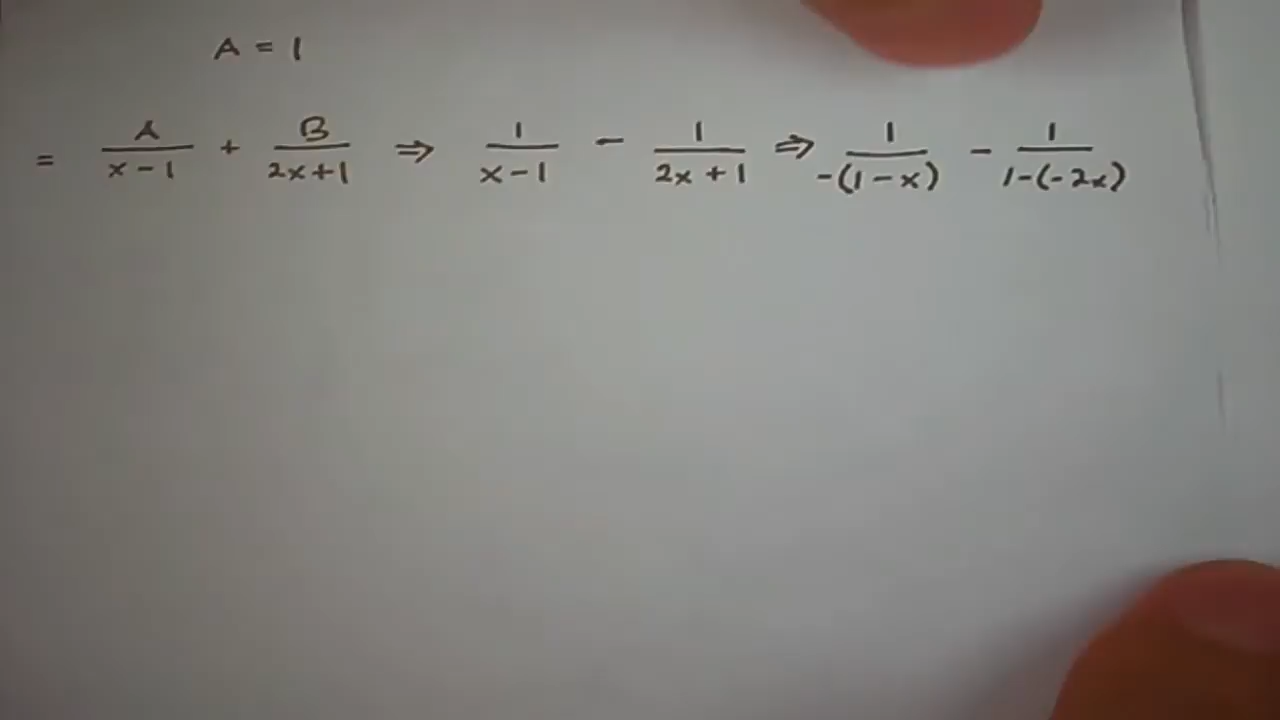 A = 1
= A/(x-1) + B/(2x+1) ⇒ 1/(x-1) - 1/(2x+1) ⇒ 1/(-(1-x)) - 1/(1-(-2x))